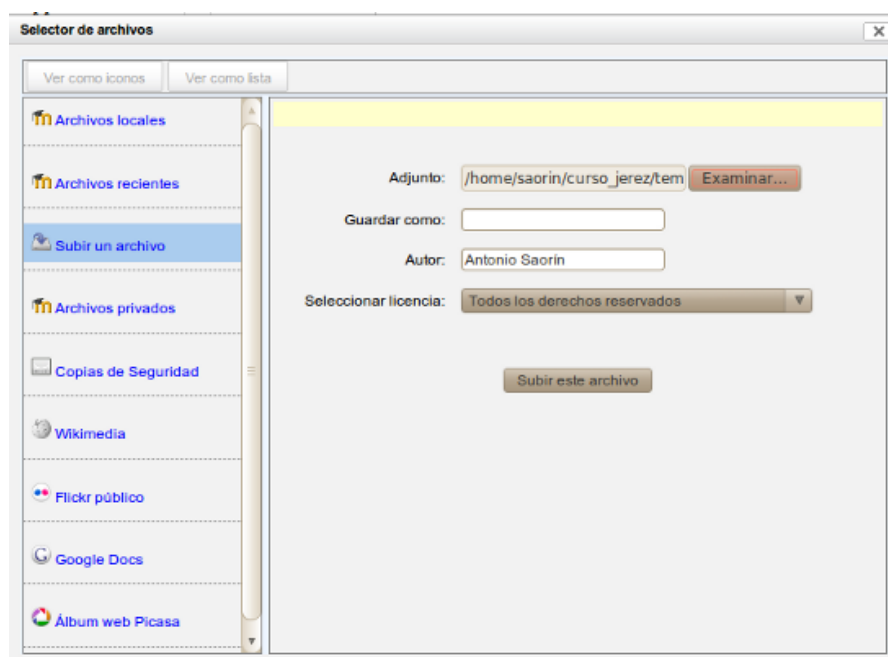 Selector de archivos
Ver como iconos Ver como lista
Archivos locales
Archivos recientes
Subir un archivo
Archivos privados
Copias de Seguridad
Wikimedia
Flickr público
Google Docs
Álbum web Picasa
Adjunto: /home/saorin/curso_jerez/tem Examinar...
Guardar como:
Autor: Antonio Saorín
Seleccionar licencia: Todos los derechos reservados
Subir este archivo